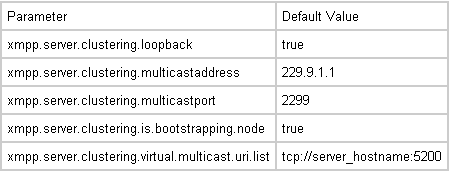 Parameter Default Value
xmpp.server.clustering.loopback true
xmpp.server.clustering.multicastaddress 229.9.1.1
xmpp.server.clustering.multicastport 2299
xmpp.server.clustering.is.bootstrapping.node true
xmpp.server.clustering.virtual.multicast.uri.list tcp://server_hostname:5200